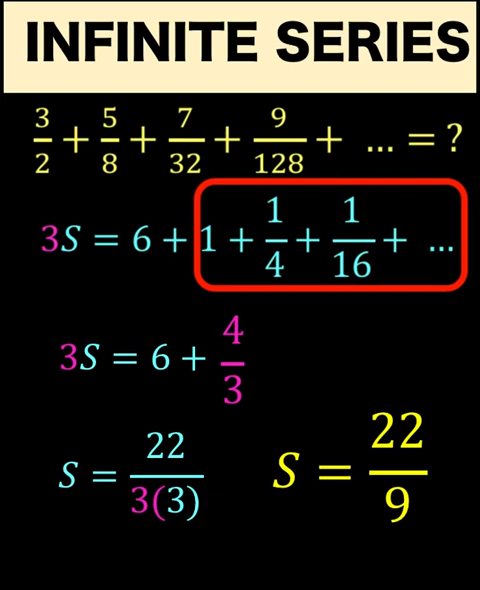 INFINITE SERIES
3/2 + 5/8 + 7/32 + 9/128 + ... = ?
3S = 6 + 1 + 1/4 + 1/16 + ...
3S = 6 + 4/3
S = 22/3(3)
S = 22/9